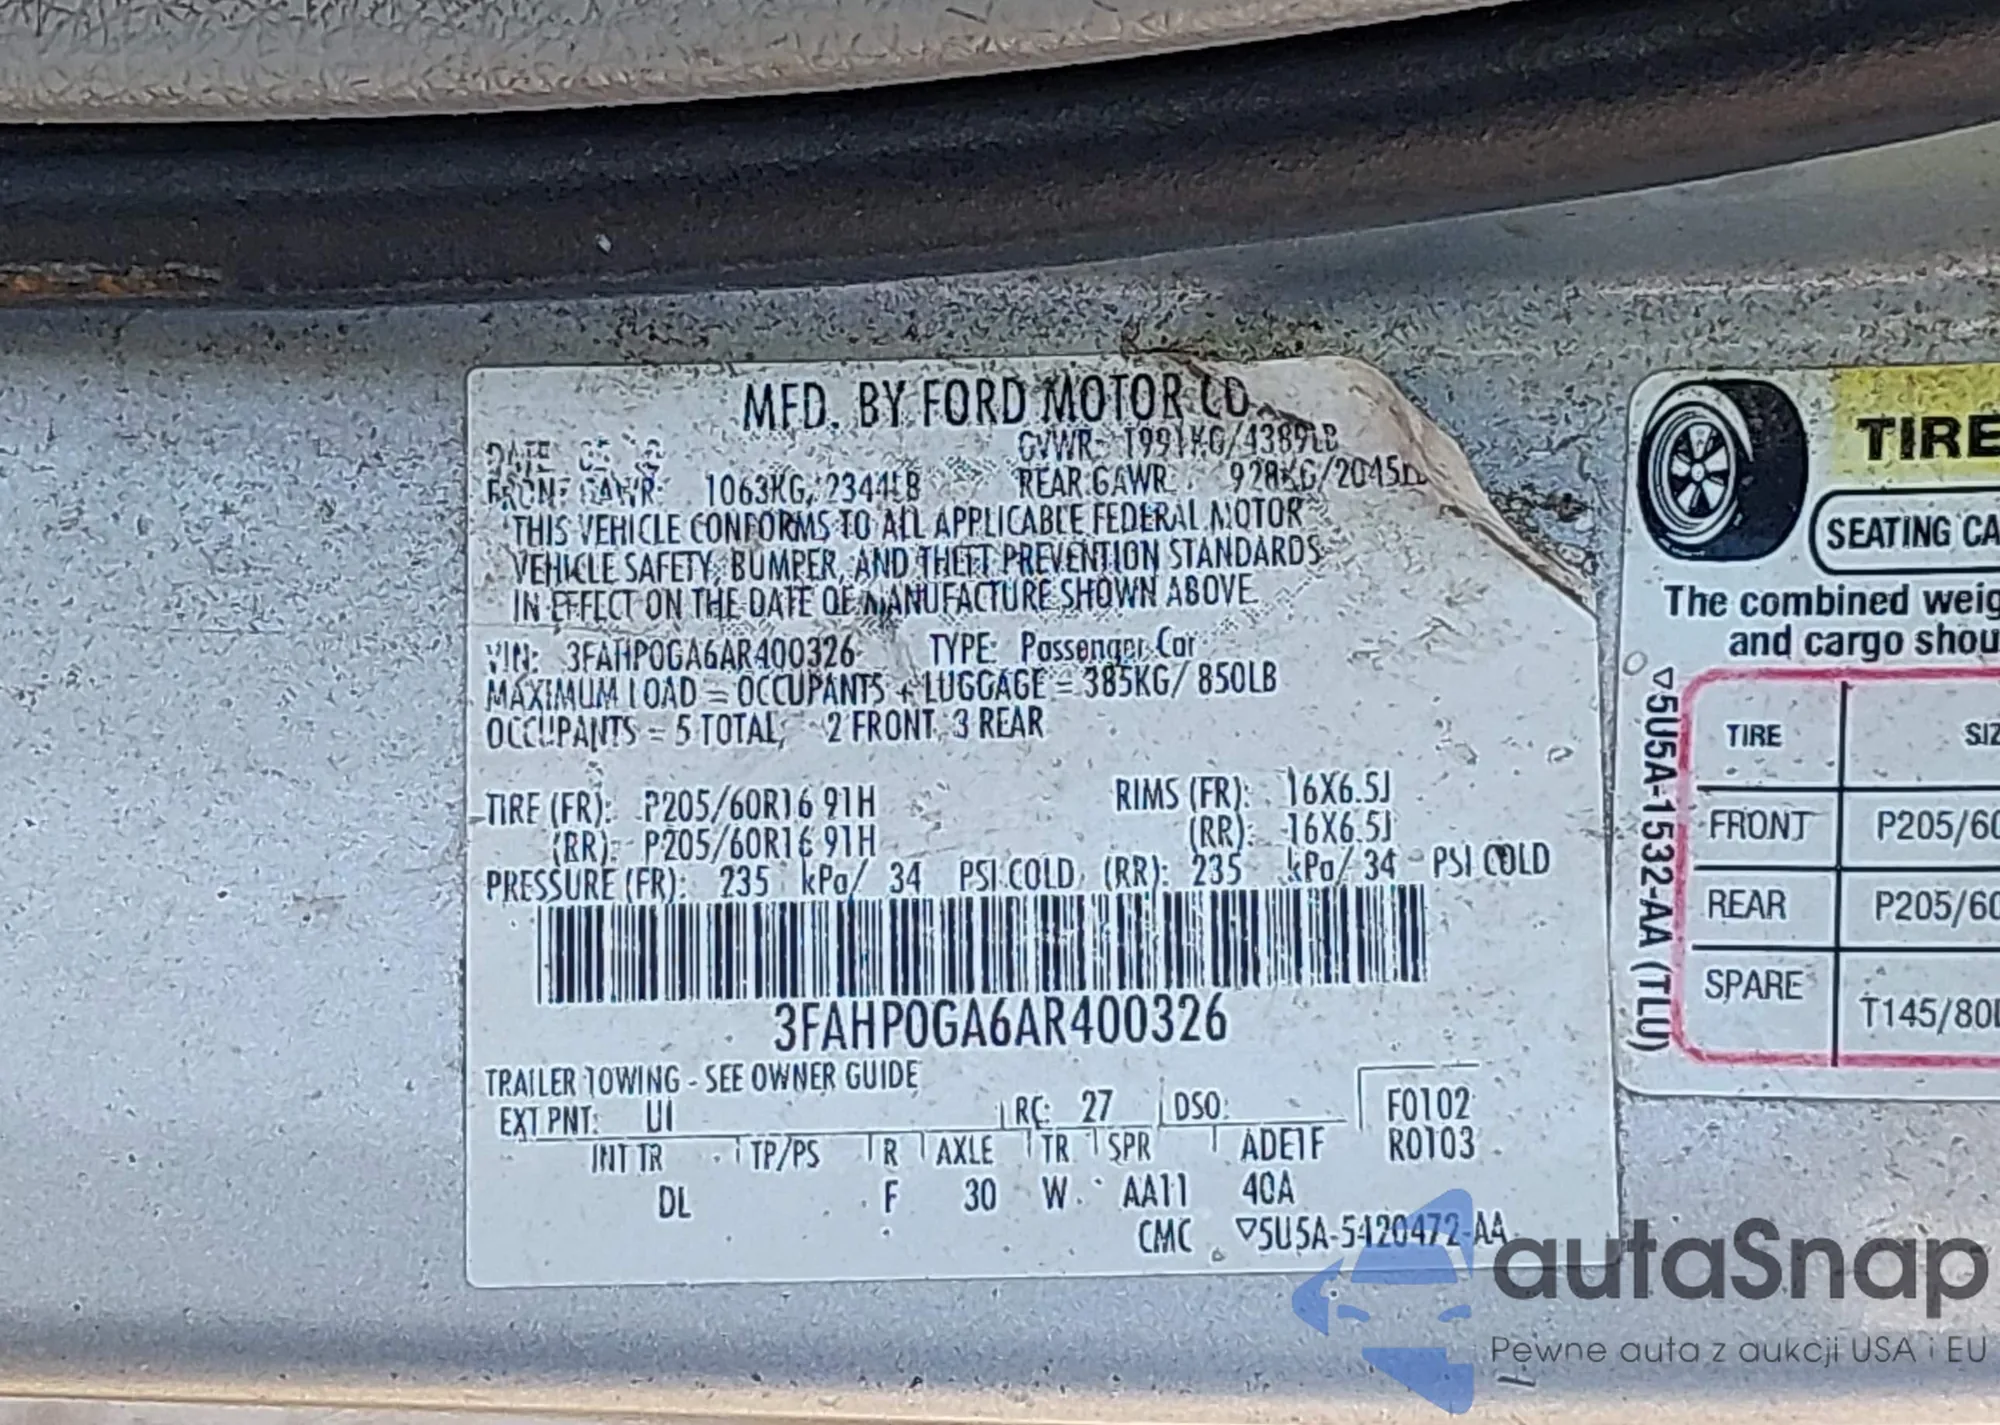 MFD. BY FORD MOTOR CO.
DATE: GVWR: 1991KG/4389LB
FRONT GAWR: 1063KG/2344LB REAR GAWR: 928KG/2045LB
THIS VEHICLE CONFORMS TO ALL APPLICABLE FEDERAL MOTOR
VEHICLE SAFETY, BUMPER, AND THEFT PREVENTION STANDARDS
IN EFFECT ON THE DATE OF MANUFACTURE SHOWN ABOVE.
VIN: 3FAHP0GA6AR400326 TYPE: Passenger Car
MAXIMUM LOAD = OCCUPANTS + LUGGAGE = 385KG/ 850LB
OCCUPANTS = 5 TOTAL, 2 FRONT, 3 REAR
TIRE (FR): P205/60R16 91H RIMS (FR): 16X6.5J
(RR): P205/60R16 91H (RR): 16X6.5J
PRESSURE (FR): 235 kPa/ 34 PSI COLD (RR): 235 kPa/ 34 PSI COLD
3FAHP0GA6AR400326
TRAILER TOWING - SEE OWNER GUIDE
EXT PNT: UI RC: 27 DSO: F0102
INT TR TP/PS R AXLE TR SPR R0103
DL F 30 W AA11 40A
CMC ▽5U5A-5420472-AA
TIRE
SEATING CA
The combined weig
and cargo shou
▽5U5A-1532-AA (TLU)
TIRE SIZ
FRONT P205/60
REAR P205/60
SPARE T145/80
autaSnap
Pewne auta z aukcji USA i EU